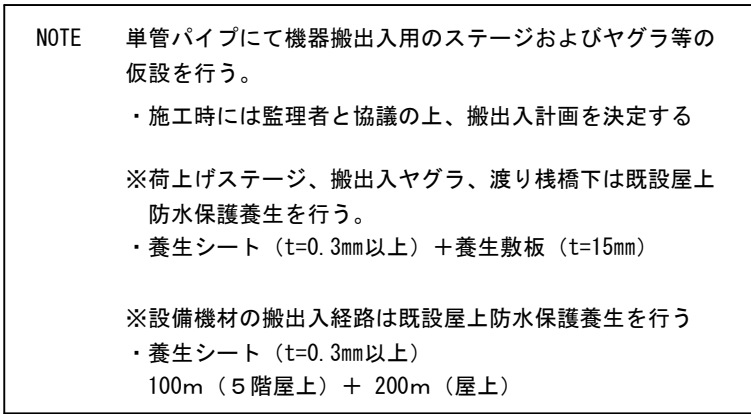 NOTE 単管パイプにて機器搬出入用のステージおよびヤグラ等の
仮設を行う。
・施工時には監理者と協議の上、搬出入計画を決定する
※荷上げステージ、搬出入ヤグラ、渡り桟橋下は既設屋上
防水保護養生を行う。
・養生シート（t=0.3mm以上）＋養生敷板（t=15mm）
※設備機材の搬出入経路は既設屋上防水保護養生を行う
・養生シート（t=0.3mm以上）
100ｍ（５階屋上）＋ 200ｍ（屋上）